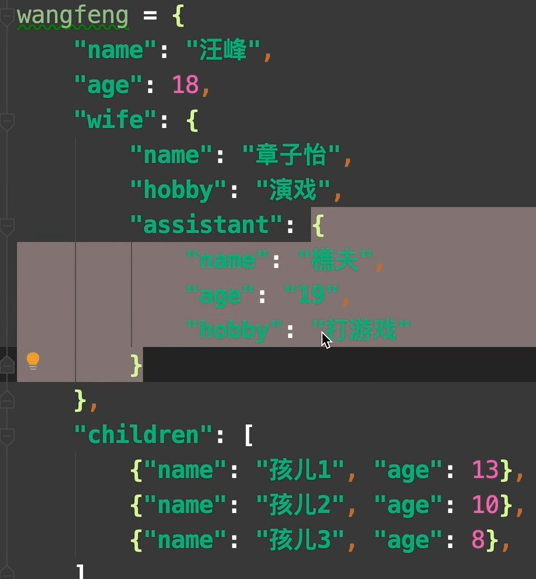 wangfeng = {
"name": "汪峰",
"age": 18,
"wife": {
"name": "章子怡",
"hobby": "演戏",
"assistant": {
"name": "樵夫",
"age": "19",
"hobby": "打游戏"
}
},
"children": [
{"name": "孩儿1", "age": 13},
{"name": "孩儿2", "age": 10},
{"name": "孩儿3", "age": 8},
]